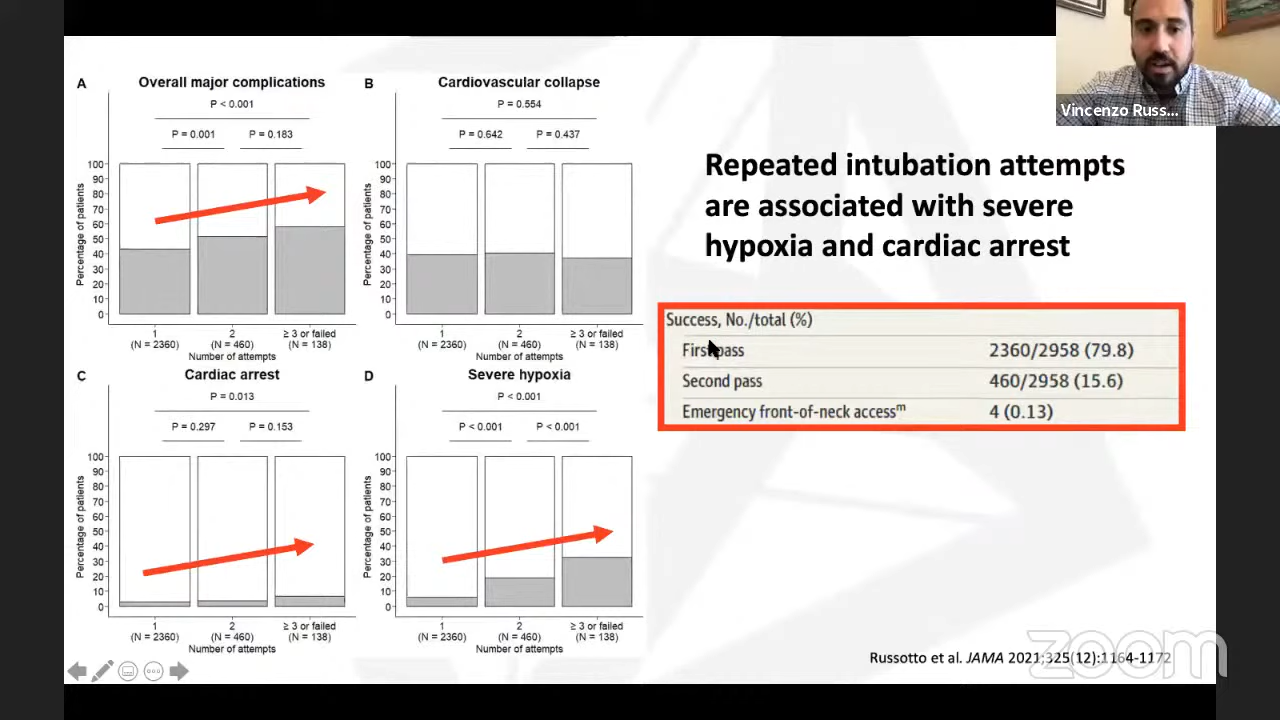 A
Overall major complications
P < 0.001
P = 0.001
P = 0.183
100
90
80
70
60
50
40
30
20
10
0
Percentage of patients
1
(N = 2360)
2
(N = 460)
≥ 3 or failed
(N = 138)
Number of attempts
B
Cardiovascular collapse
P = 0.554
P = 0.642
P = 0.437
100
90
80
70
60
50
40
30
20
10
0
Percentage of patients
1
(N = 2360)
2
(N = 460)
≥ 3 or failed
(N = 138)
Number of attempts
C
Cardiac arrest
P = 0.013
P = 0.297
P = 0.153
100
90
80
70
60
50
40
30
20
10
0
Percentage of patients
1
(N = 2360)
2
(N = 460)
≥ 3 or failed
(N = 138)
Number of attempts
D
Severe hypoxia
P < 0.001
P < 0.001
P < 0.001
100
90
80
70
60
50
40
30
20
10
0
Percentage of patients
1
(N = 2360)
2
(N = 460)
≥ 3 or failed
(N = 138)
Number of attempts
Vincenzo Russ...
Repeated intubation attempts
are associated with severe
hypoxia and cardiac arrest
Success, No./total (%)
First pass 2360/2958 (79.8)
Second pass 460/2958 (15.6)
Emergency front-of-neck accessᵐ 4 (0.13)
Russotto et al. JAMA 2021;325(12):1164-1172
zoom